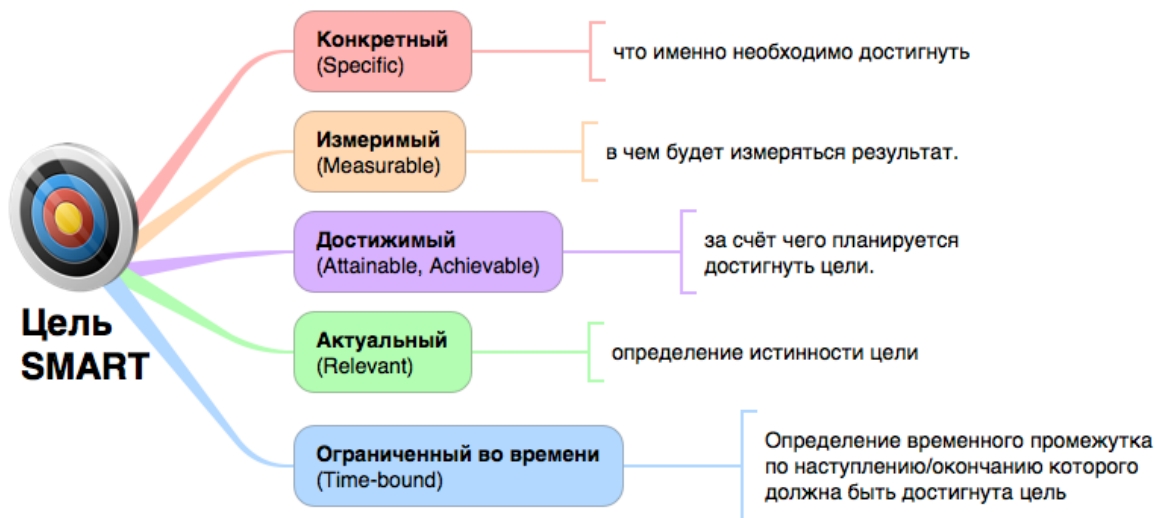 Цель
SMART
Конкретный
(Specific)
что именно необходимо достигнуть
Измеримый
(Measurable)
в чем будет измеряться результат.
Достижимый
(Attainable, Achievable)
за счёт чего планируется
достигнуть цели.
Актуальный
(Relevant)
определение истинности цели
Ограниченный во времени
(Time-bound)
Определение временного промежутка
по наступлению/окончанию которого
должна быть достигнута цель